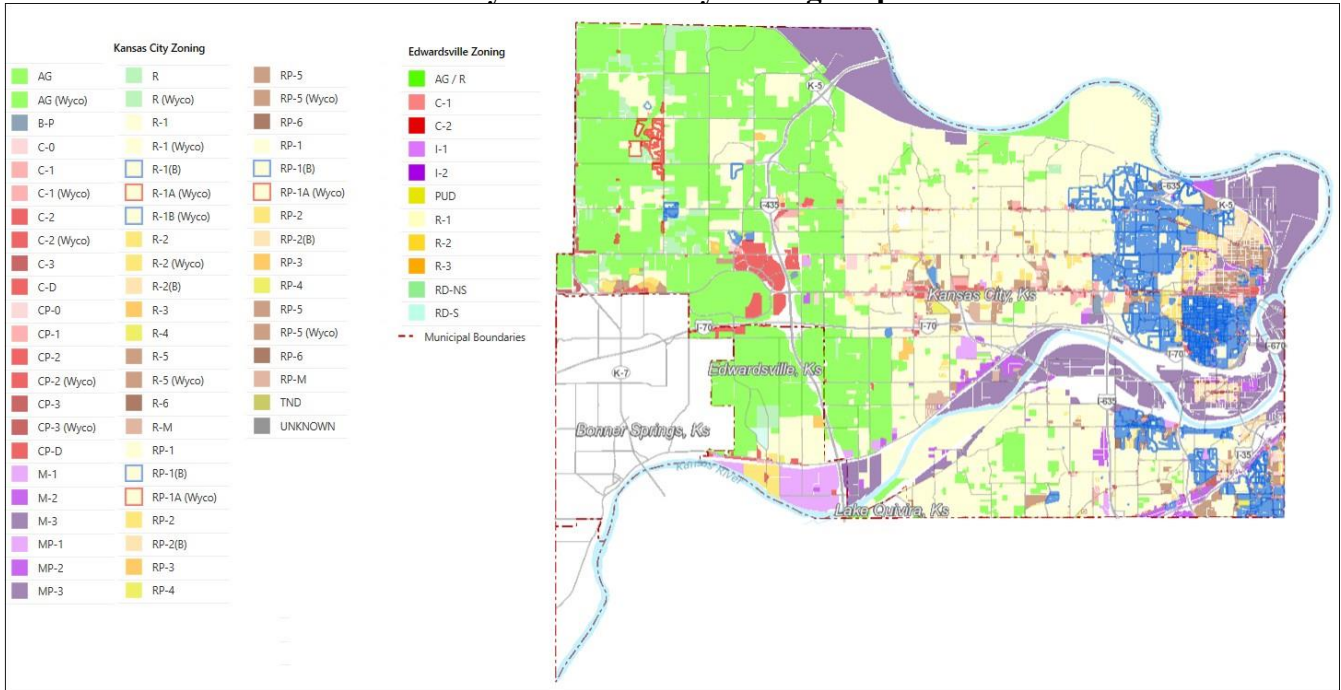 Kansas City Zoning
AG
AG (Wyco)
B-P
C-0
C-1
C-1 (Wyco)
C-2
C-2 (Wyco)
C-3
C-D
CP-0
CP-1
CP-2
CP-2 (Wyco)
CP-3
CP-3 (Wyco)
CP-D
M-1
M-2
M-3
MP-1
MP-2
MP-3
R
R (Wyco)
R-1
R-1 (Wyco)
R-1(B)
R-1A (Wyco)
R-1B (Wyco)
R-2
R-2 (Wyco)
R-2(B)
R-3
R-4
R-5
R-5 (Wyco)
R-6
R-M
RP-1
RP-1(B)
RP-1A (Wyco)
RP-2
RP-2(B)
RP-3
RP-4
RP-5
RP-5 (Wyco)
RP-6
RP-1
RP-1(B)
RP-1A (Wyco)
RP-2
RP-2(B)
RP-3
RP-4
RP-5
RP-5 (Wyco)
RP-6
RP-M
TND
UNKNOWN
Edwardsville Zoning
AG / R
C-1
C-2
I-1
I-2
PUD
R-1
R-2
R-3
RD-NS
RD-S
Municipal Boundaries
K-5
I-635
K-5
I-435
Kansas City, Ks
I-70
I-70
I-670
I-70
Edwardsville, Ks
K-7
I-635
Bonner Springs, Ks
I-35
Kansas River
Lake Quivira, Ks